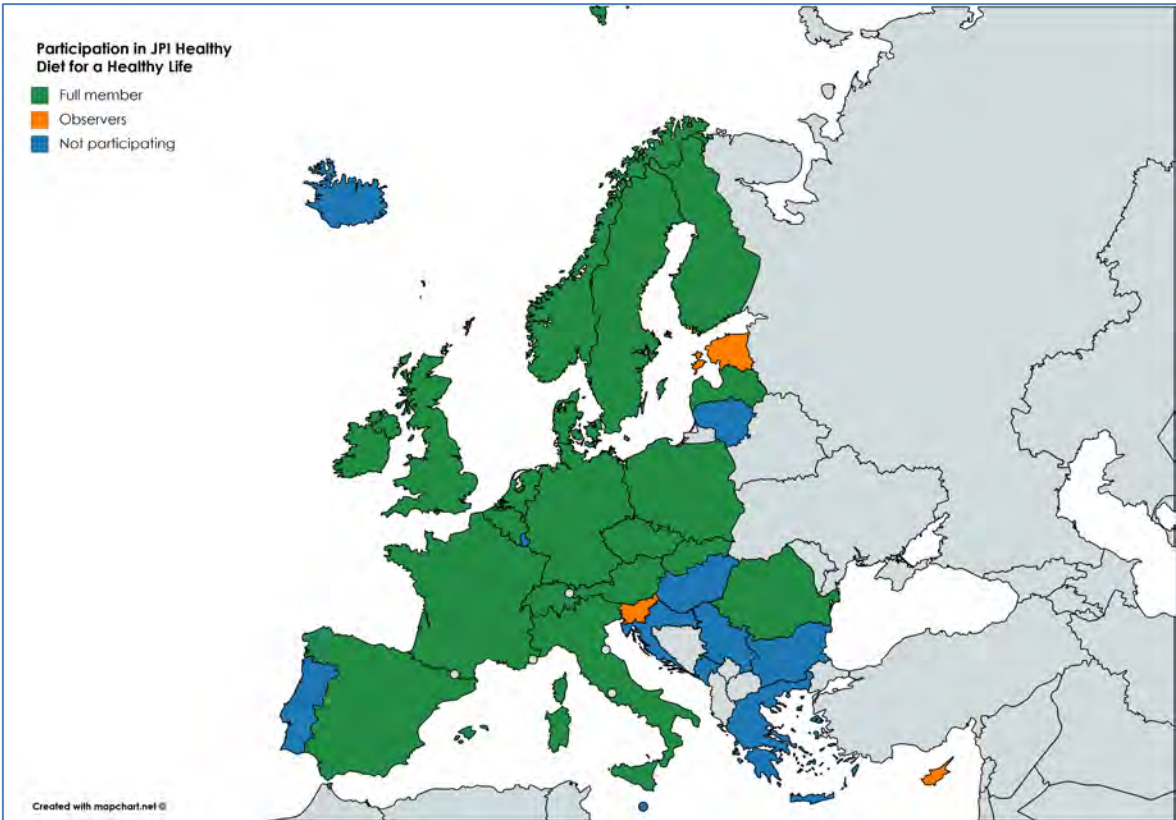 Participation in JPI Healthy
Diet for a Healthy Life
Full member
Observers
Not participating
Created with mapchart.net ©